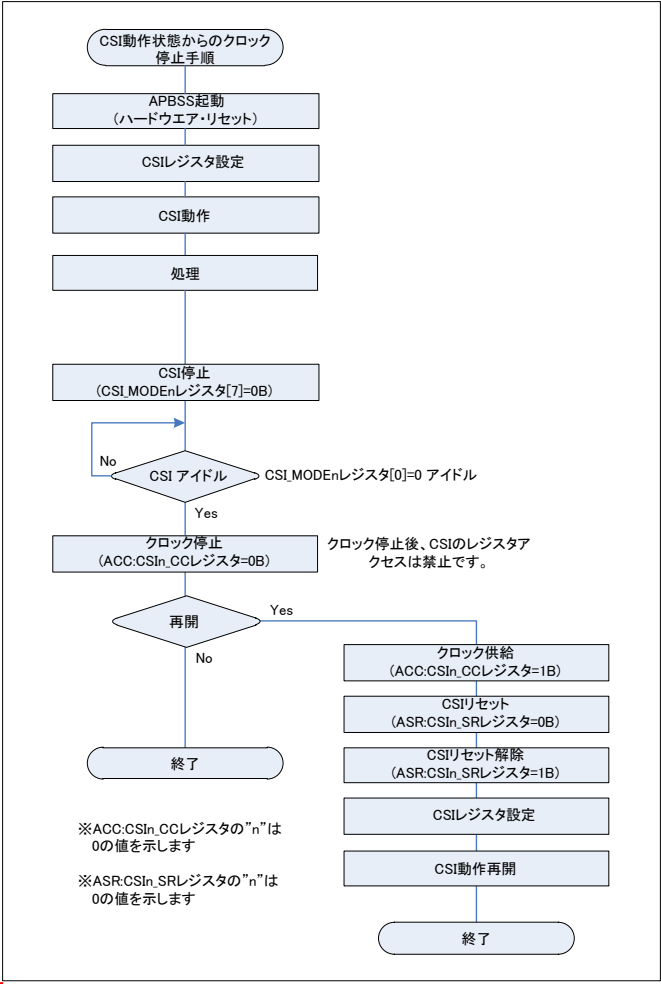 CSI動作状態からのクロック
停止手順
APBSS起動
（ハードウエア・リセット）
CSIレジスタ設定
CSI動作
処理
CSI停止
（CSI_MODEnレジスタ[7]=0B）
No
CSI アイドル
CSI_MODEnレジスタ[0]=0 アイドル
Yes
クロック停止
（ACC:CSIn_CCレジスタ=0B）
クロック停止後、CSIのレジスタア
クセスは禁止です。
再開
Yes
No
終了
クロック供給
（ACC:CSIn_CCレジスタ=1B）
CSIリセット
（ASR:CSIn_SRレジスタ=0B）
CSIリセット解除
（ASR:CSIn_SRレジスタ=1B）
CSIレジスタ設定
CSI動作再開
終了
※ACC:CSIn_CCレジスタの”n”は
0の値を示します
※ASR:CSIn_SRレジスタの”n”は
0の値を示します